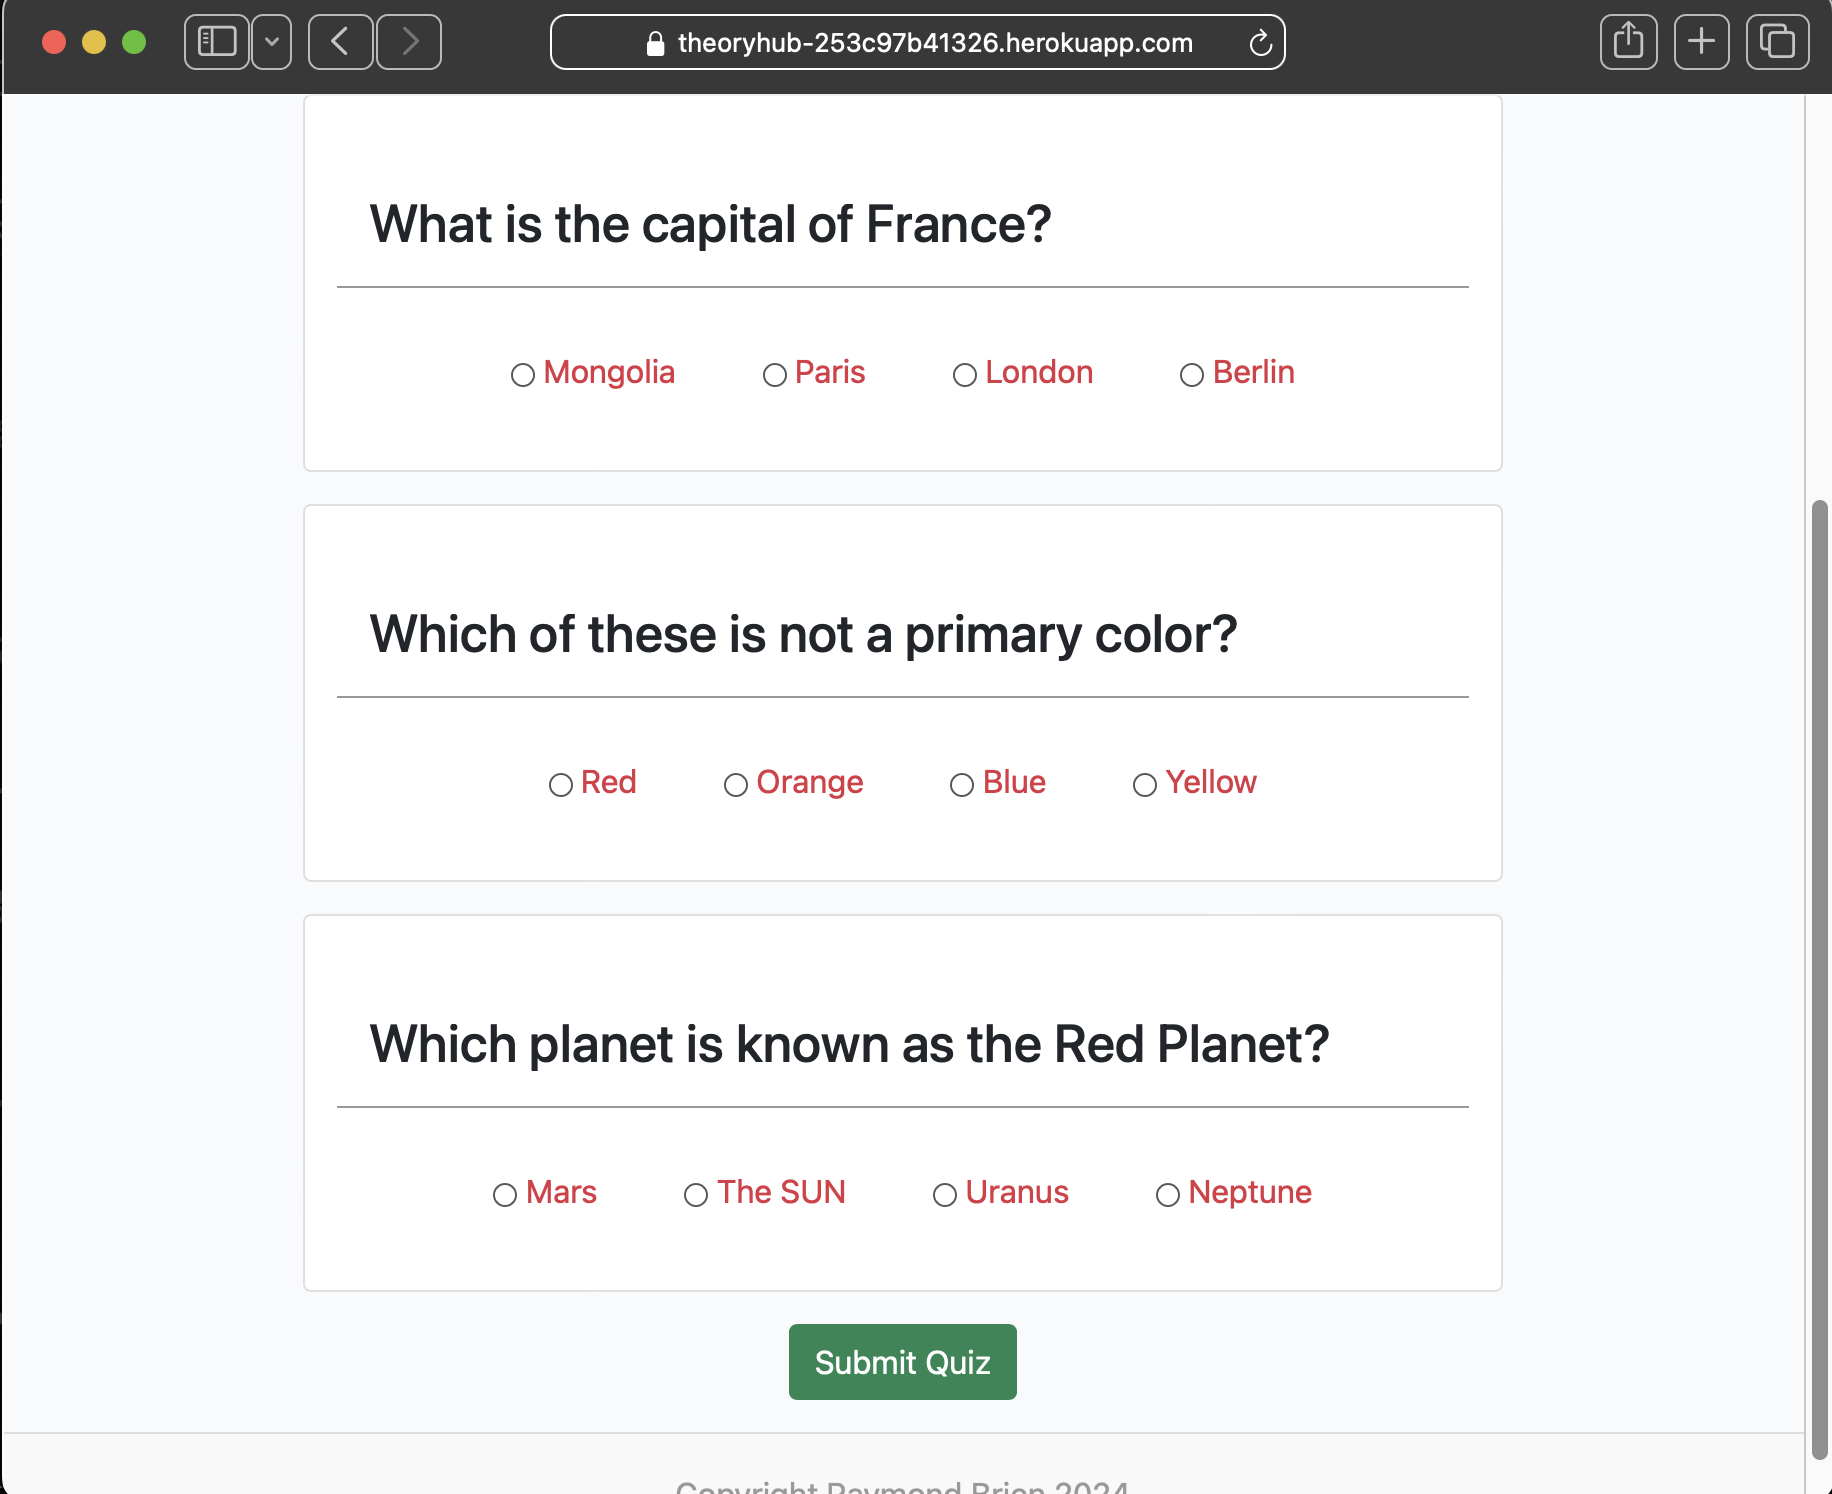 theoryhub-253c97b41326.herokuapp.com
What is the capital of France?
Mongolia Paris London Berlin
Which of these is not a primary color?
Red Orange Blue Yellow
Which planet is known as the Red Planet?
Mars The SUN Uranus Neptune
Submit Quiz
Copyright Raymond Brien 2024